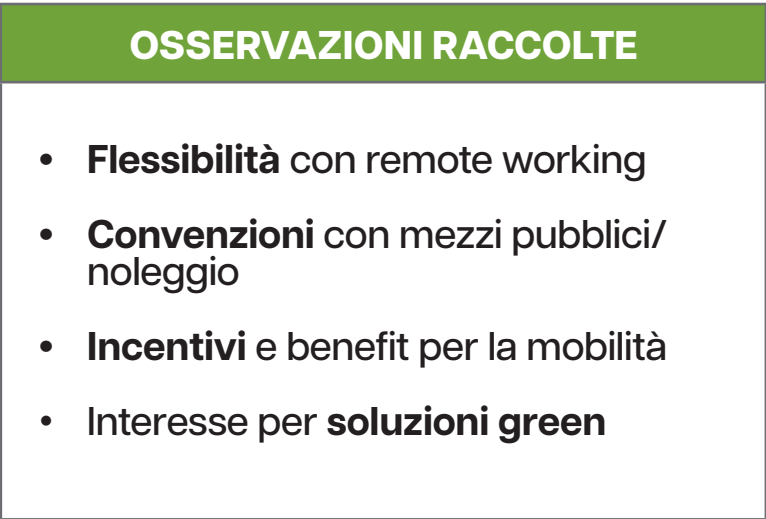 OSSERVAZIONI RACCOLTE
• Flessibilità con remote working
• Convenzioni con mezzi pubblici/
noleggio
• Incentivi e benefit per la mobilità
• Interesse per soluzioni green